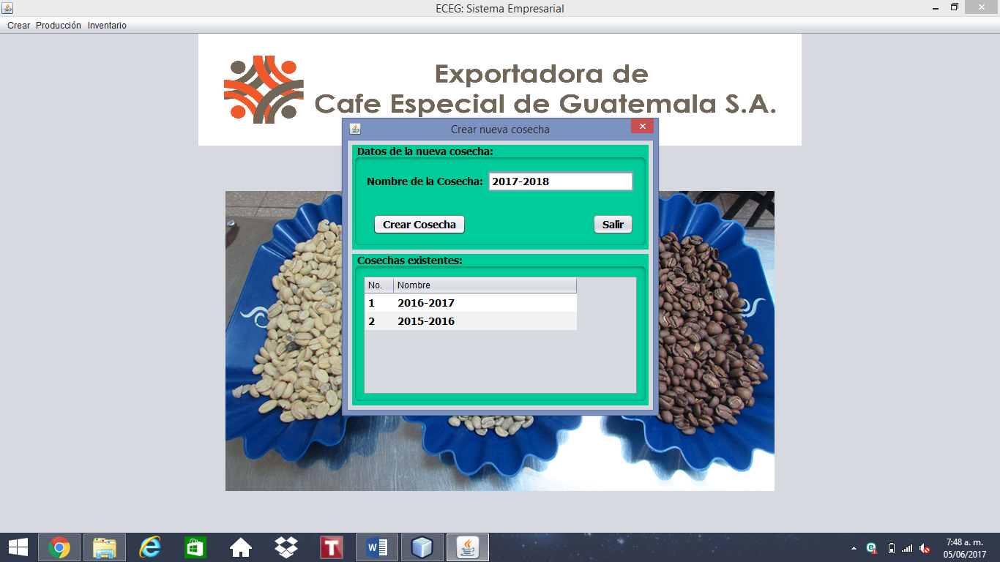 ECEG: Sistema Empresarial
Crear Producción Inventario
Exportadora de
Cafe Especial de Guatemala S.A.
Crear nueva cosecha
Datos de la nueva cosecha:
Nombre de la Cosecha: 2017-2018
Crear Cosecha Salir
Cosechas existentes:
No. Nombre
1 2016-2017
2 2015-2016
7:48 a. m.
05/06/2017